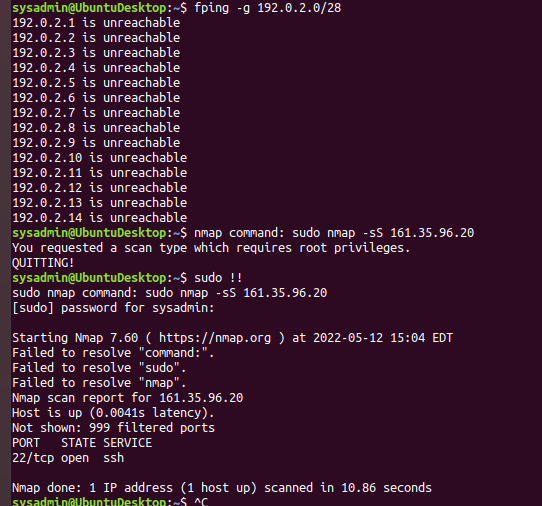 sysadmin@UbuntuDesktop:~$ fping -g 192.0.2.0/28
192.0.2.1 is unreachable
192.0.2.2 is unreachable
192.0.2.3 is unreachable
192.0.2.4 is unreachable
192.0.2.5 is unreachable
192.0.2.6 is unreachable
192.0.2.7 is unreachable
192.0.2.8 is unreachable
192.0.2.9 is unreachable
192.0.2.10 is unreachable
192.0.2.11 is unreachable
192.0.2.12 is unreachable
192.0.2.13 is unreachable
192.0.2.14 is unreachable
sysadmin@UbuntuDesktop:~$ nmap command: sudo nmap -sS 161.35.96.20
You requested a scan type which requires root privileges.
QUITTING!
sysadmin@UbuntuDesktop:~$ sudo !!
sudo nmap command: sudo nmap -sS 161.35.96.20
[sudo] password for sysadmin:

Starting Nmap 7.60 ( https://nmap.org ) at 2022-05-12 15:04 EDT
Failed to resolve "command:".
Failed to resolve "sudo".
Failed to resolve "nmap".
Nmap scan report for 161.35.96.20
Host is up (0.0041s latency).
Not shown: 999 filtered ports
PORT   STATE SERVICE
22/tcp open  ssh

Nmap done: 1 IP address (1 host up) scanned in 10.86 seconds
sysadmin@UbuntuDesktop:~$ ^C